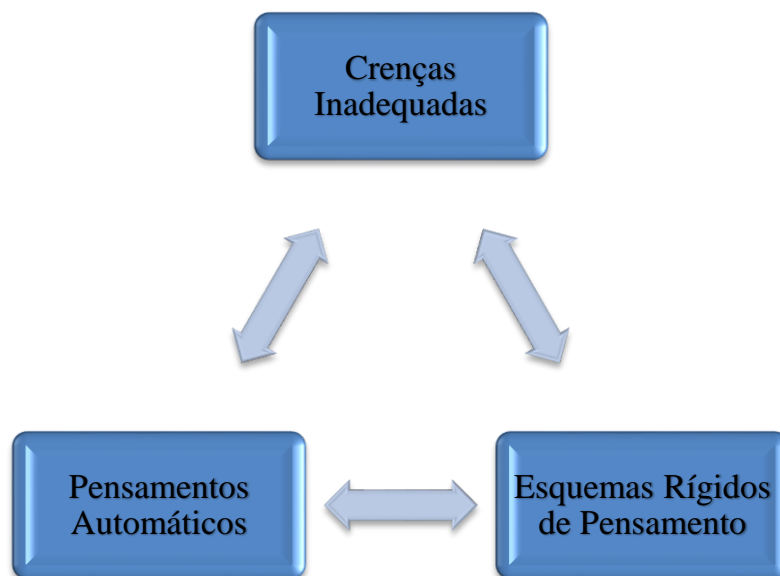 Crenças
Inadequadas
Pensamentos
Automáticos
Esquemas Rígidos
de Pensamento